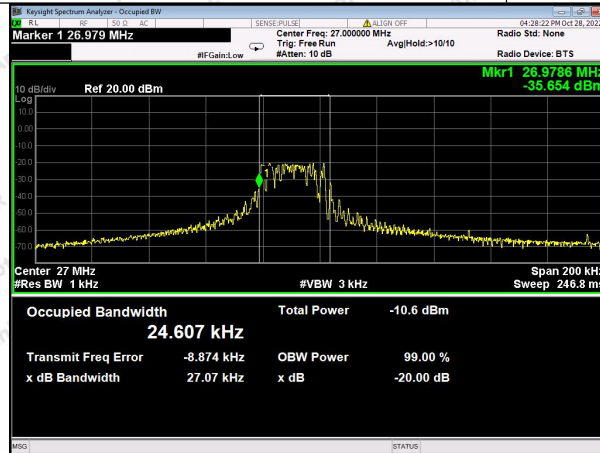 Keysight Spectrum Analyzer - Occupied BW
RL RF 50 Ω AC SENSE:PULSE ALIGN OFF 04:28:22 PM Oct 28, 2022
Marker 1 26.979 MHz Center Freq: 27.000000 MHz Radio Std: None
Trig: Free Run Avg|Hold:>10/10
#IFGain:Low #Atten: 10 dB Radio Device: BTS
Mkr1 26.9786 MHz
10 dB/div Ref 20.00 dBm -35.654 dBm
Log
10.0
0.00
-10.0
-20.0
-30.0
-40.0
-50.0
-60.0
-70.0
1
Center 27 MHz Span 200 kHz
#Res BW 1 kHz #VBW 3 kHz Sweep 246.8 ms
Occupied Bandwidth Total Power -10.6 dBm
24.607 kHz
Transmit Freq Error -8.874 kHz OBW Power 99.00 %
x dB Bandwidth 27.07 kHz x dB -20.00 dB
MSG STATUS